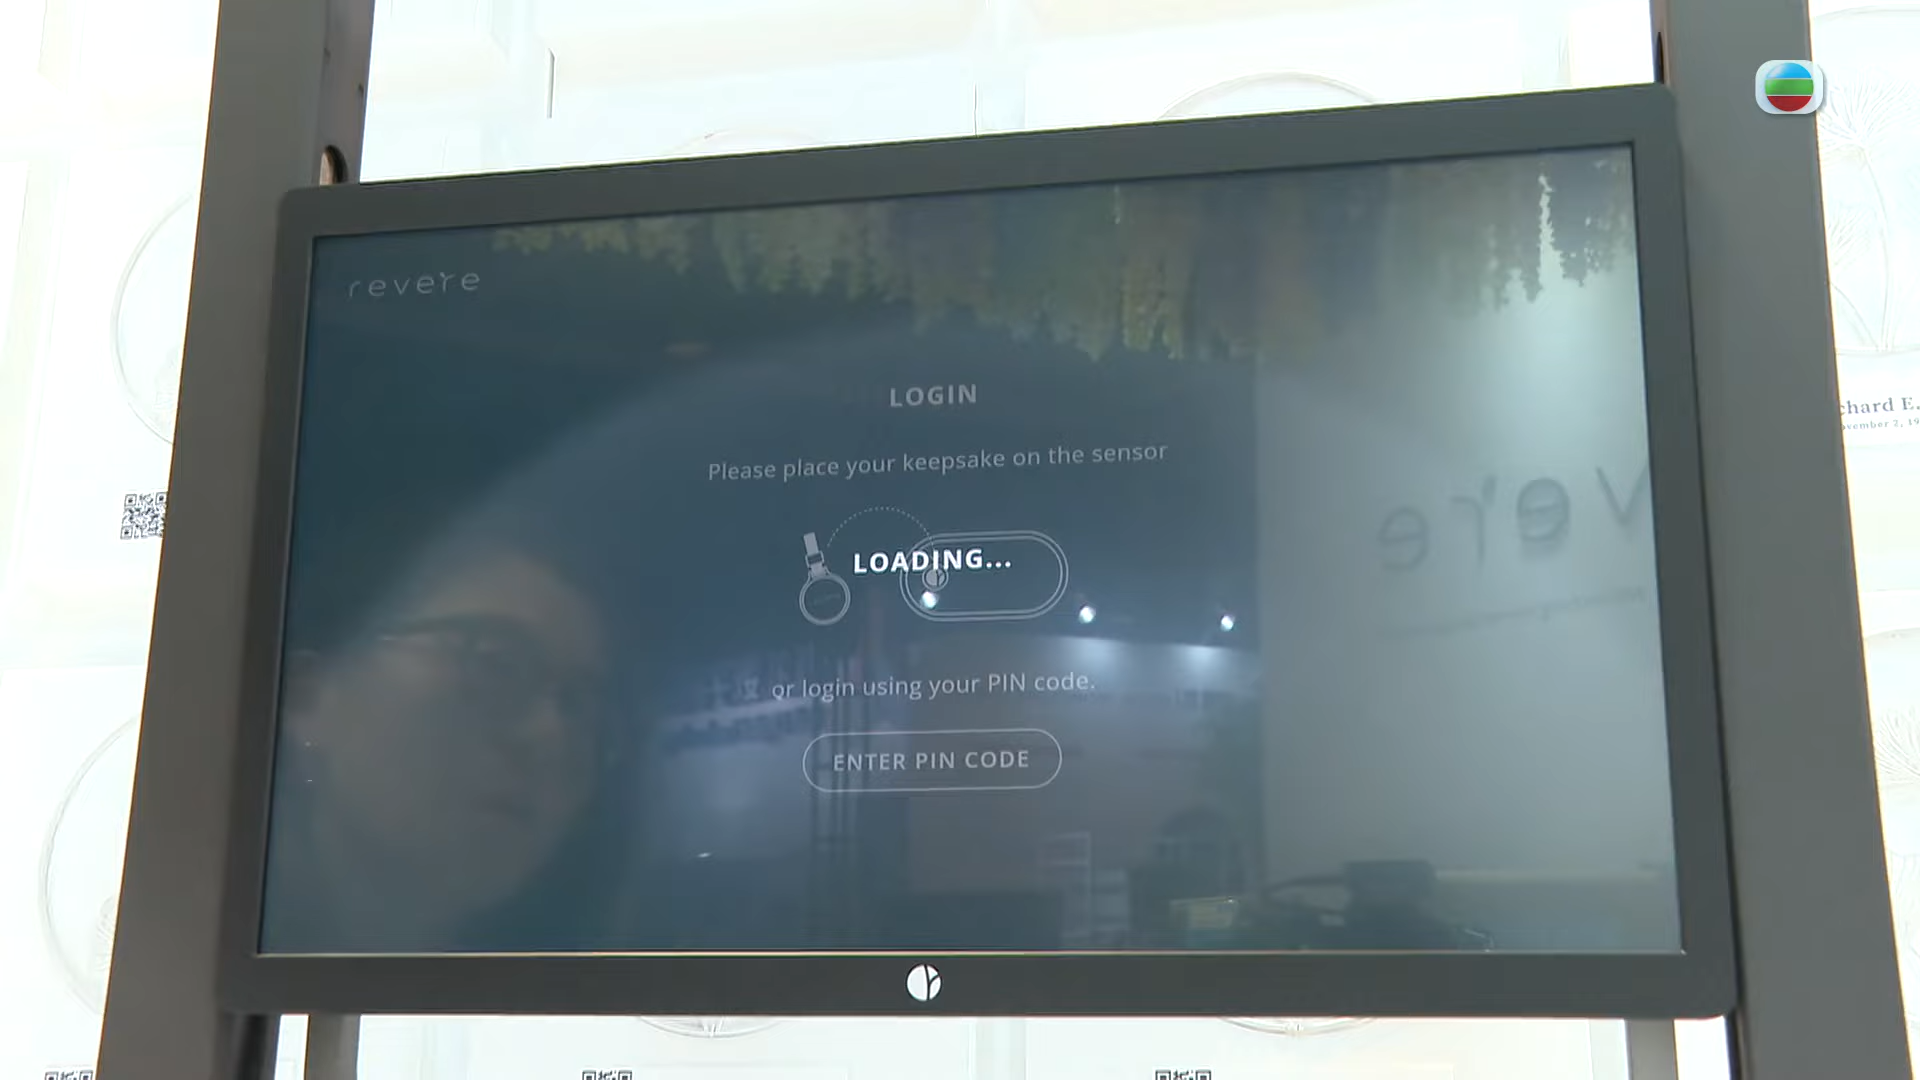 revere
LOGIN
Please place your keepsake on the sensor
LOADING...
or login using your PIN code.
ENTER PIN CODE
chard E.
vember 2, 19